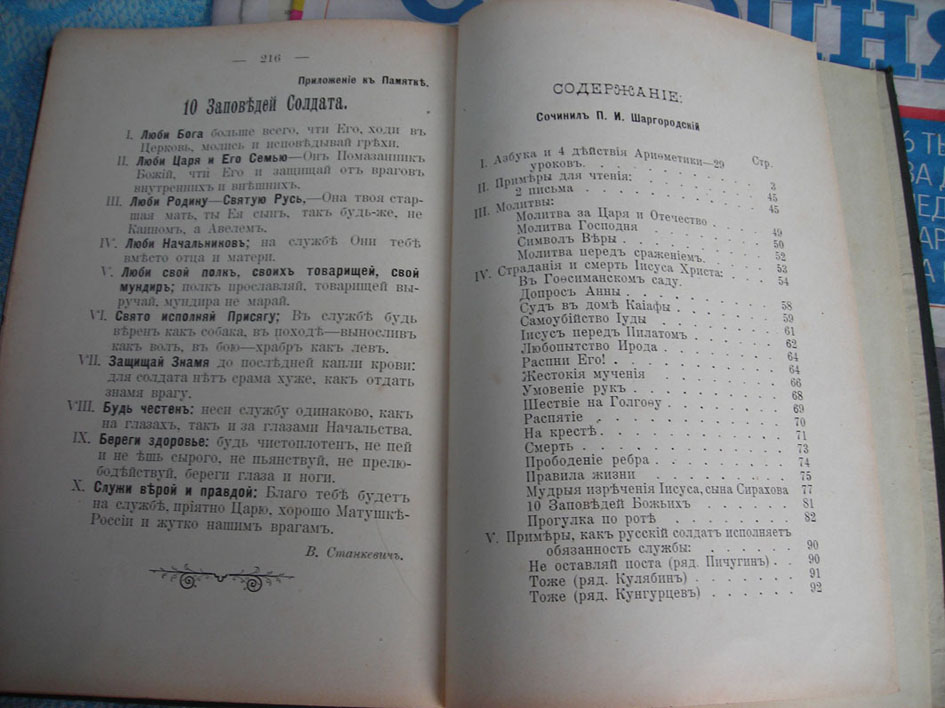 — 216 —
Приложеніе къ Памяткѣ.
10 Заповѣдей Солдата.
I. Люби Бога больше всего, чти Его, ходи въ
Церковь, молись и исповѣдывай грѣхи.
II. Люби Царя и Его Семью—Онъ Помазанникъ
Божій, чти Его и защищай отъ враговъ
внутреннихъ и внѣшнихъ.
III. Люби Родину—Святую Русь,—Она твоя стар-
шая мать, ты Ея сынъ, такъ будь-же, не
Каиномъ, а Авелемъ.
IV. Люби Начальниковъ; на службѣ Они тебѣ
вмѣсто отца и матери.
V. Люби свой полкъ, своихъ товарищей, свой
мундиръ; полкъ прославляй, товарищей вы-
ручай, мундира не марай.
VI. Свято исполняй Присягу; Въ службѣ будь
вѣренъ какъ собака, въ походѣ—выносливъ
какъ волъ, въ бою—храбръ какъ левъ.
VII. Защищай Знамя до послѣдней капли крови:
для солдата нѣтъ срама хуже, какъ отдать
знамя врагу.
VIII. Будь честенъ: неси службу одинаково, какъ
на глазахъ, такъ и за глазами Начальства.
IX. Береги здоровье: будь чистоплотенъ, не пей
и не ѣшь сырого, не пьянствуй, не прелю-
бодѣйствуй, береги глаза и ноги.
X. Служи вѣрой и правдой: Благо тебѣ будетъ
на службѣ, пріятно Царю, хорошо Матушкѣ-
Россіи и жутко нашимъ врагамъ.
В. Станкевичъ.
СОДЕРЖАНІЕ:
Сочинилъ П. И. Шаргородскій
I. Азбука и 4 дѣйствія Ариѳметики—29 Стр.
уроковъ. . . . . . . . . 3
II. Примѣры для чтенія: . . . . . . 45
2 письма . . . . . . . . 45
III. Молитвы:
Молитва за Царя и Отечество . . .
Молитва Господня . . . . . 49
Символъ Вѣры . . . . . . 50
Молитва передъ сраженіемъ. . . . 52
IV. Страданія и смерть Іисуса Христа: . . 53
Въ Геѳсиманскомъ саду. . . . . 54
Допросъ Анны . . . . . .
Судъ въ домѣ Каіафы . . . . 58
Самоубійство Іуды . . . . . 59
Іисусъ передъ Пилатомъ . . . . 61
Любопытство Ирода . . . . . 62
Распни Его! . . . . . . . 64
Жестокія мученія . . . . . 64
Умовеніе рукъ . . . . . . 66
Шествіе на Голгоѳу . . . . . 68
Распятіе . . . . . . . 69
На крестѣ . . . . . . . 70
Смерть . . . . . . . . 71
Прободеніе ребра . . . . . . 73
Правила жизни . . . . . . 74
Мудрыя изрѣченія Іисуса, сына Сирахова 75
10 Заповѣдей Божьихъ . . . . . 77
Прогулка по ротѣ . . . . . . 81
V. Примѣры, какъ русскій солдатъ исполняетъ 82
обязанность службы: . . . . . 90
Не оставляй поста (ряд. Пичугинъ) . . 90
Тоже (ряд. Кулябинъ) . . . . . 91
Тоже (ряд. Кунгурцевъ) . . . . . 92